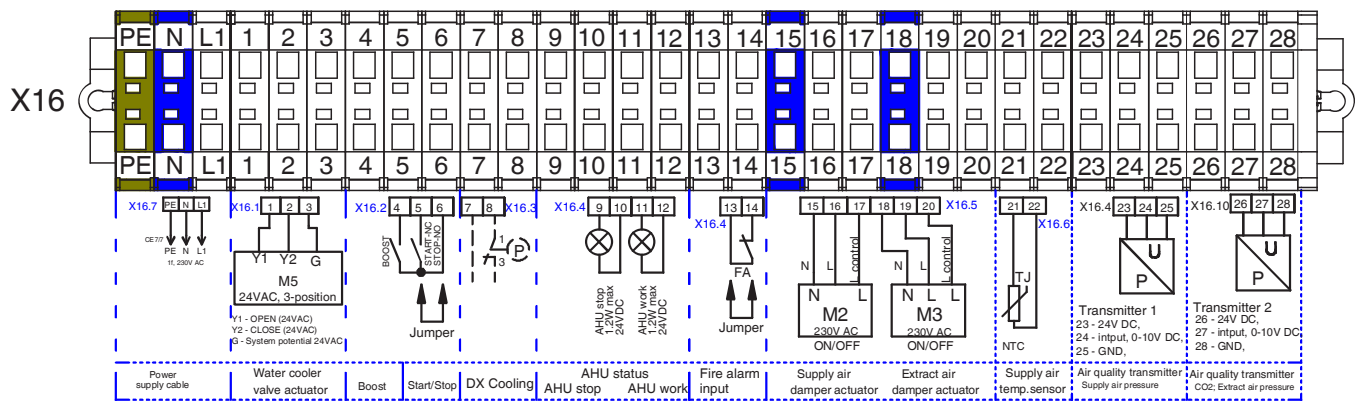 PE N L1 1 2 3 4 5 6 7 8 9 10 11 12 13 14 15 16 17 18 19 20 21 22 23 24 25 26 27 28
X16
PE N L1 1 2 3 4 5 6 7 8 9 10 11 12 13 14 15 16 17 18 19 20 21 22 23 24 25 26 27 28
X16.7 PE N L1
CE7/7
PE N L1
1f, 230V AC
X16.1 1 2 3
Y1 Y2 G
M5
24VAC, 3-position
Y1 - OPEN (24VAC)
Y2 - CLOSE (24VAC)
G - System potential 24VAC
X16.2 4 5 6
BOOST
START-NC
STOP-NO
Jumper
7 8 X16.3
1
3
P
X16.4 9 10 11 12
AHU stop
1.2W max
24VDC
AHU work
1.2W max
24VDC
13 14
X16.4
FA
Jumper
15 16 17 18 19 20 X16.5
N L L control
N L L control
N L
M2
230V AC
ON/OFF
N L L
M3
230V AC
ON/OFF
21 22
X16.6
TJ
NTC
X16.4 23 24 25
U
P
Transmitter 1
23 - 24V DC,
24 - intput, 0-10V DC
25 - GND,
X16.10 26 27 28
U
P
Transmitter 2
26 - 24V DC,
27 - intput, 0-10V DC
28 - GND,
Power
supply cable
Water cooler
valve actuator
Boost
Start/Stop
DX Cooling
AHU status
AHU stop AHU work
Fire alarm
input
Supply air
damper actuator
Extract air
damper actuator
Supply air
temp.sensor
Air quality transmitter
Supply air pressure
Air quality transmitter
CO2; Extract air pressure